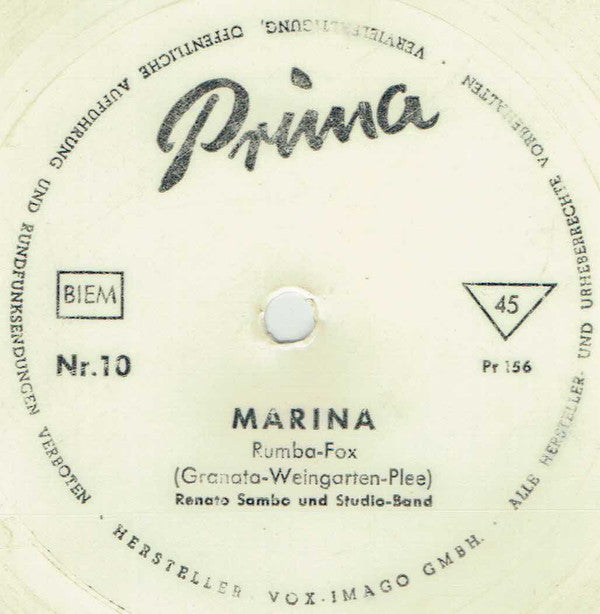 Prima
BIEM
45
Nr.10
Pr 156
MARINA
Rumba-Fox
(Granata-Weingarten-Plee)
Renato Sambo und Studio-Band
· HERSTELLER · VOX-IMAGO GMBH. · ALLE HERSTELLER- UND URHEBERRECHTE VORBEHALTEN
VERVIELFÄLTIGUNG, ÖFFENTLICHE AUFFÜHRUNG UND RUNDFUNKSENDUNGEN VERBOTEN